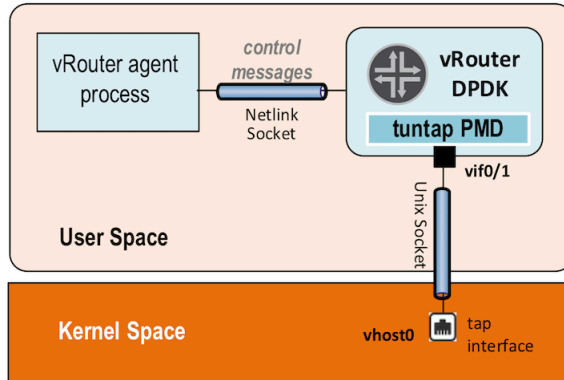 vRouter agent
process
control
messages
Netlink
Socket
vRouter
DPDK
tuntap PMD
vif0/1
Unix Socket
User Space
Kernel Space
vhost0
tap
interface